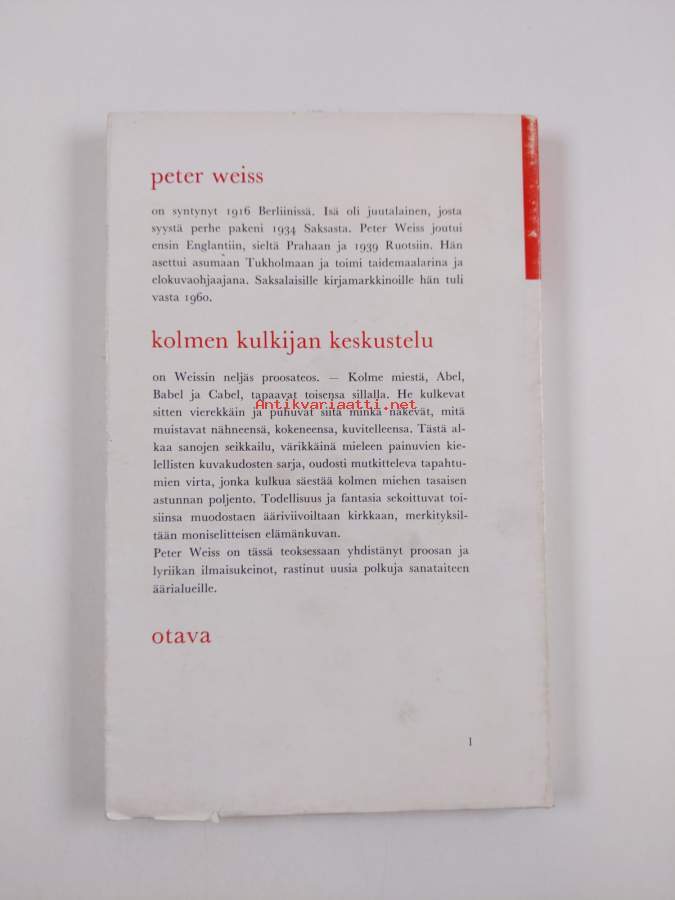 peter weiss
on syntynyt 1916 Berliinissä. Isä oli juutalainen, josta
syystä perhe pakeni 1934 Saksasta. Peter Weiss joutui
ensin Englantiin, sieltä Prahaan ja 1939 Ruotsiin. Hän
asettui asumaan Tukholmaan ja toimi taidemaalarina ja
elokuvaohjaajana. Saksalaisille kirjamarkkinoille hän tuli
vasta 1960.
kolmen kulkijan keskustelu
on Weissin neljäs proosateos. — Kolme miestä, Abel,
Babel ja Cabel, tapaavat toisensa sillalla. He kulkevat
Antikvariaatti.net
sitten vierekkäin ja puhuvat siitä minkä näkevät, mitä
muistavat nähneensä, kokeneensa, kuvitelleensa. Tästä al-
kaa sanojen seikkailu, värikkäinä mieleen painuvien kie-
lellisten kuvakudosten sarja, oudosti mutkitteleva tapahtu-
mien virta, jonka kulkua säestää kolmen miehen tasaisen
astunnan poljento. Todellisuus ja fantasia sekoittuvat toi-
siinsa muodostaen ääriviivoiltaan kirkkaan, merkityksil-
tään moniselitteisen elämänkuvan.
Peter Weiss on tässä teoksessaan yhdistänyt proosan ja
lyriikan ilmaisukeinot, rastinut uusia polkuja sanataiteen
äärialueille.
otava
1